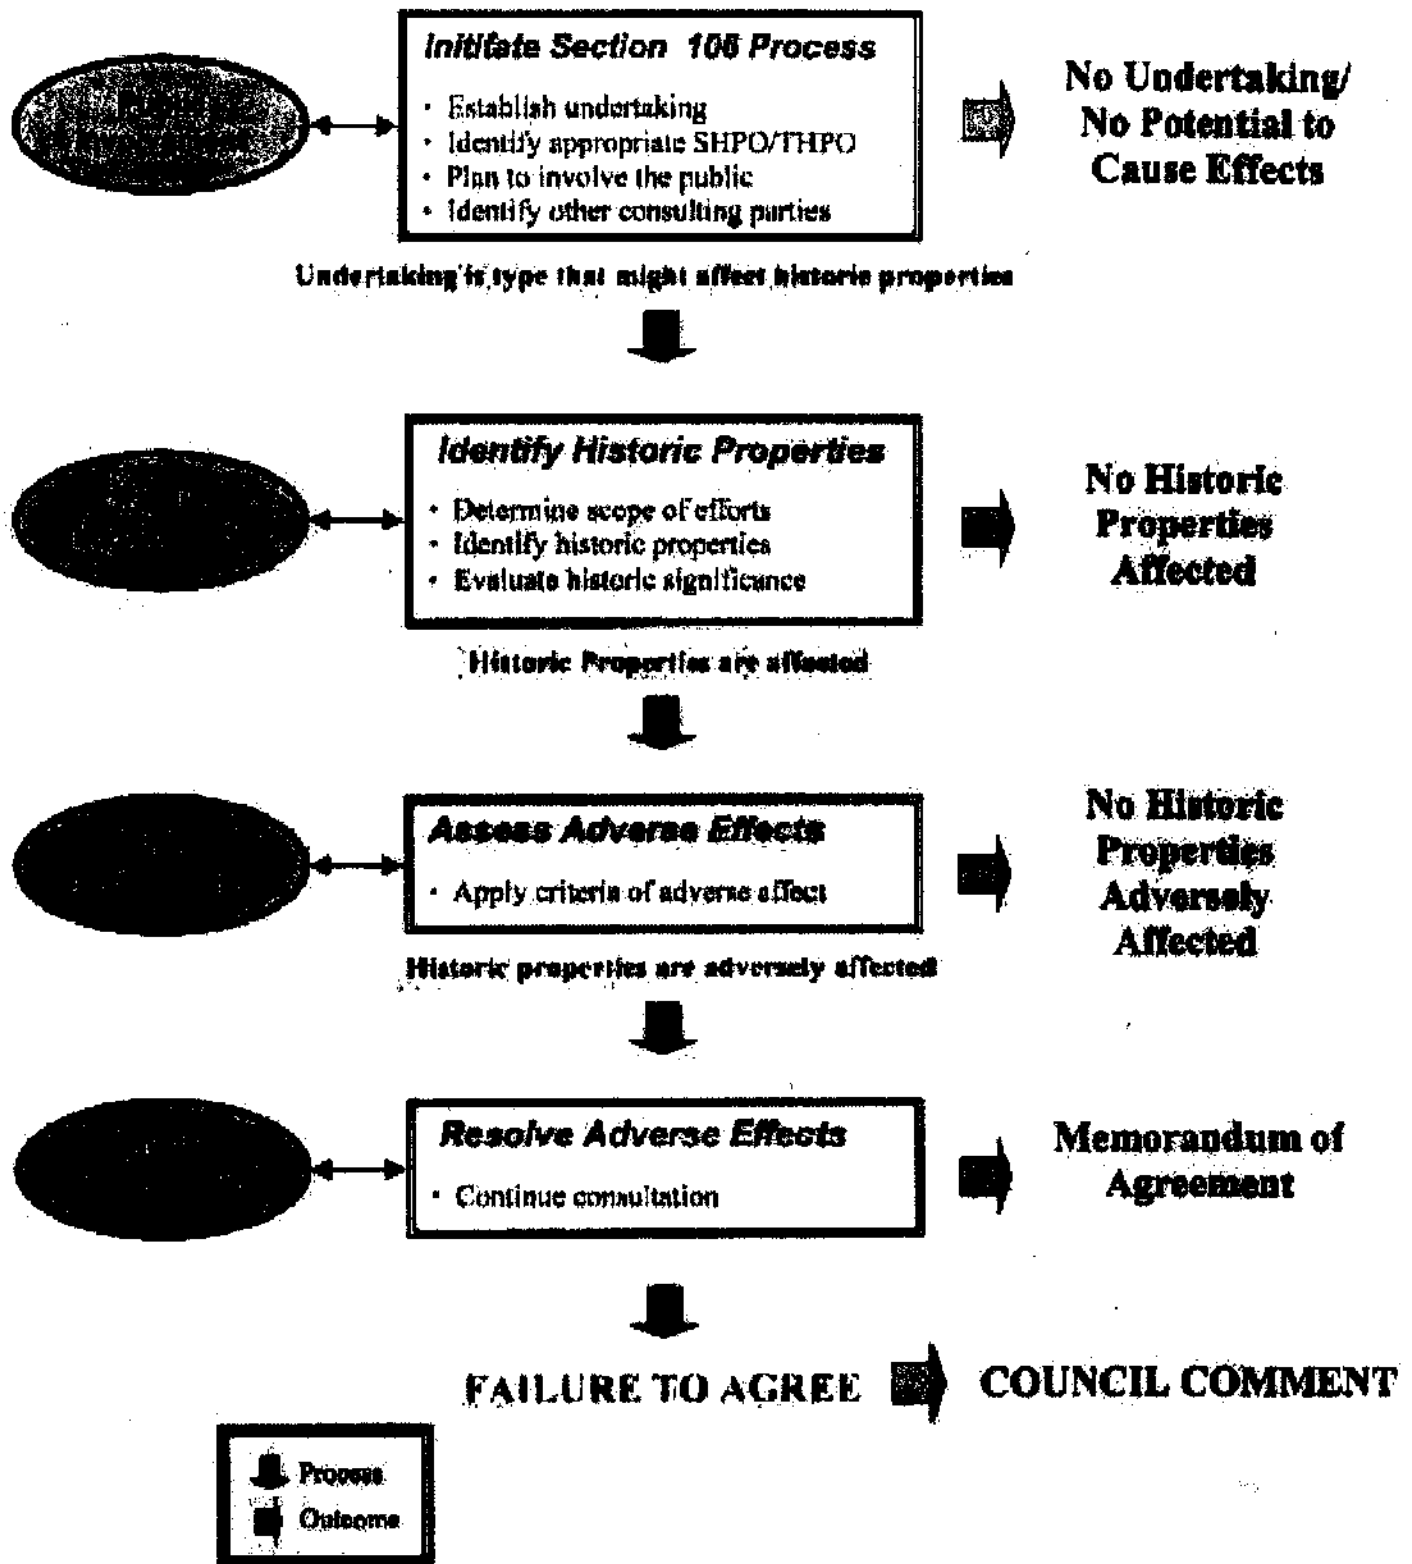 Initifate Section 106 Process
• Establish undertaking
• Identify appropriate SHPO/THPO
• Plan to involve the public
• Identify other consulting parties
No Undertaking/
No Potential to
Cause Effects
Undertaking is type that might affect historic properties
Identify Historic Properties
• Determine scope of efforts
• Identify historic properties
• Evaluate historic significance
No Historic
Properties
Affected
Historic Properties are affected
Assess Adverse Effects
• Apply criteria of adverse affect
No Historic
Properties
Adversely
Affected
Historic properties are adversely affected
Resolve Adverse Effects
• Continue consultation
Memorandum of
Agreement
FAILURE TO AGREE
COUNCIL COMMENT
Process
Outcome